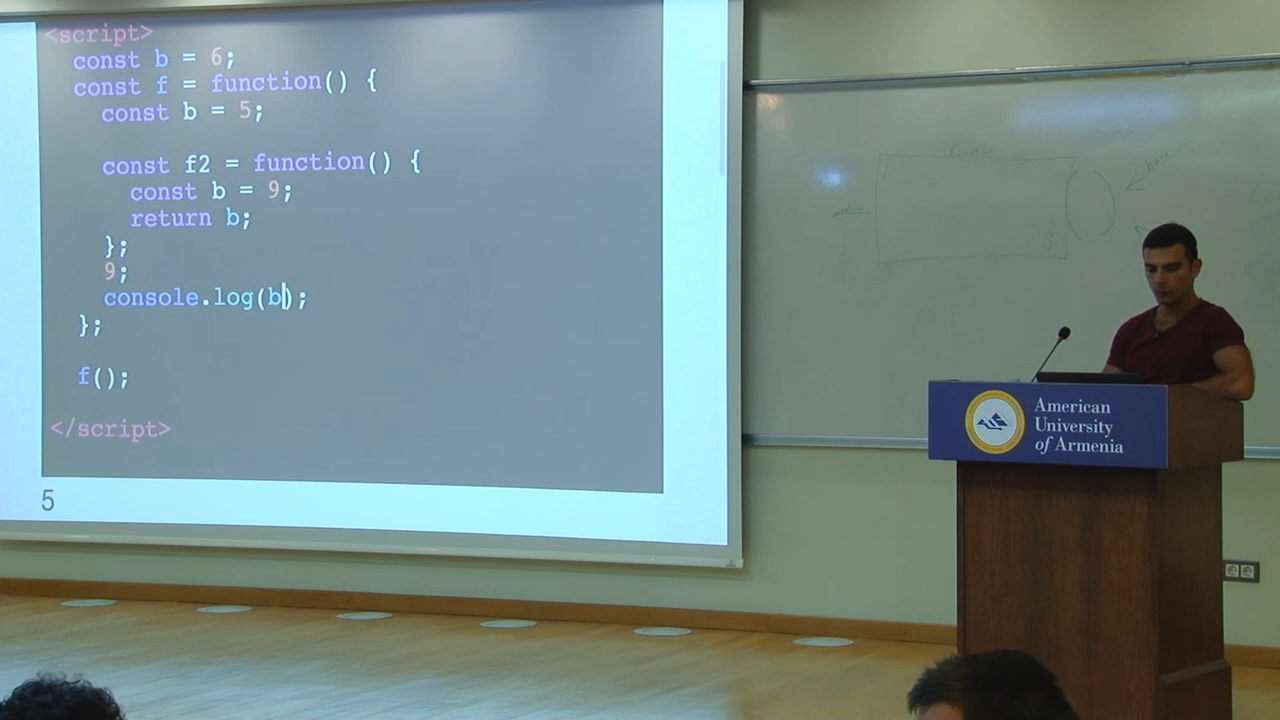 <script>
const b = 6;
const f = function() {
const b = 5;
const f2 = function() {
const b = 9;
return b;
};
9;
console.log(b);
};
f();
</script>
5
function
American
University
of Armenia